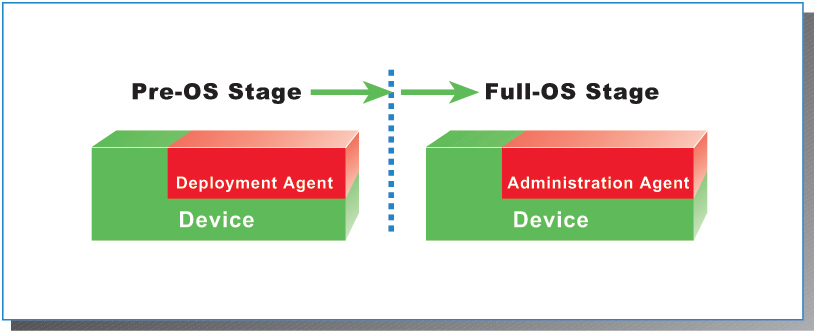 Pre-OS Stage
Full-OS Stage
Deployment Agent
Device
Administration Agent
Device